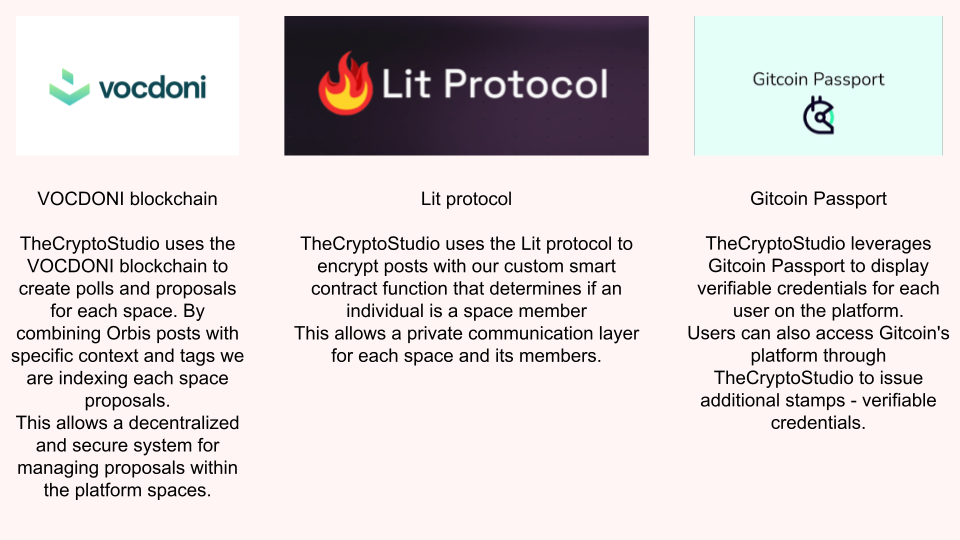 vocdoni
Lit Protocol
Gitcoin Passport
VOCDONI blockchain
TheCryptoStudio uses the
VOCDONI blockchain to
create polls and proposals
for each space. By
combining Orbis posts with
specific context and tags we
are indexing each space
proposals.
This allows a decentralized
and secure system for
managing proposals within
the platform spaces.
Lit protocol
TheCryptoStudio uses the Lit protocol to
encrypt posts with our custom smart
contract function that determines if an
individual is a space member
This allows a private communication layer
for each space and its members.
Gitcoin Passport
TheCryptoStudio leverages
Gitcoin Passport to display
verifiable credentials for each
user on the platform.
Users can also access Gitcoin's
platform through
TheCryptoStudio to issue
additional stamps - verifiable
credentials.